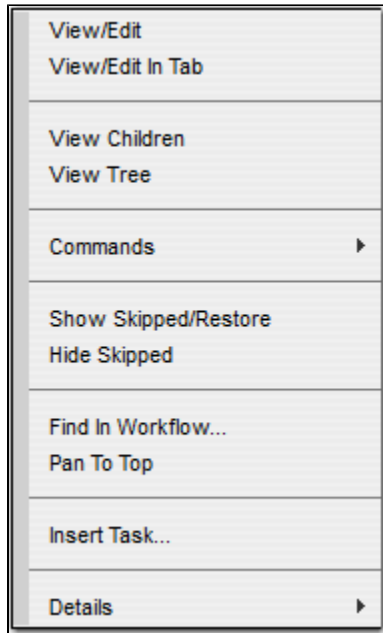 View/Edit
View/Edit In Tab
View Children
View Tree
Commands
Show Skipped/Restore
Hide Skipped
Find In Workflow...
Pan To Top
Insert Task...
Details